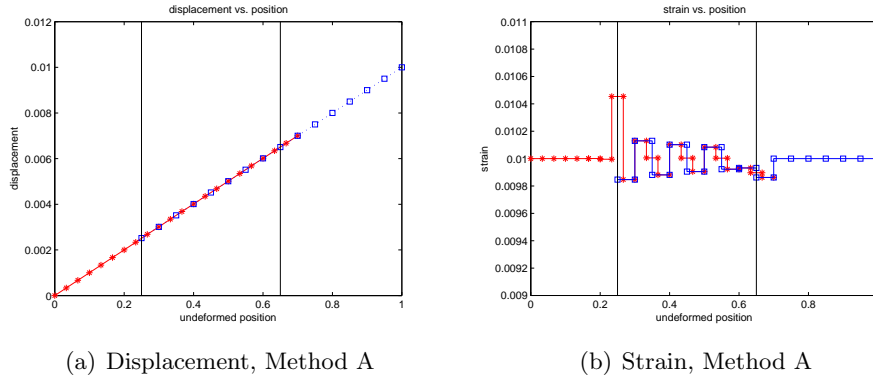 displacement vs. position
0.012
0.01
0.008
0.006
0.004
0.002
0
displacement
0 0.2 0.4 0.6 0.8 1
undeformed position
(a) Displacement, Method A
strain vs. position
0.011
0.0108
0.0106
0.0104
0.0102
0.01
0.0098
0.0096
0.0094
0.0092
0.009
strain
0 0.2 0.4 0.6 0.8
undeformed position
(b) Strain, Method A